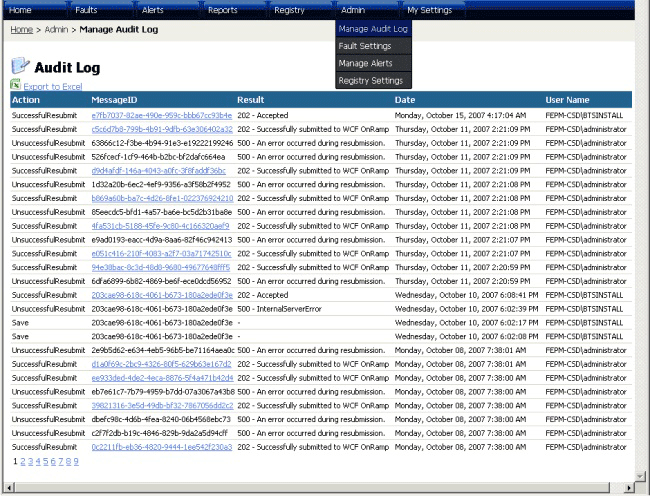 Home Faults Alerts Reports Registry Admin My Settings
Home > Admin > Manage Audit Log
Manage Audit Log
Fault Settings
Manage Alerts
Registry Settings
Audit Log
Export to Excel
Action MessageID Result Date User Name
SuccessfulResubmit e7fb7037-82ae-490e-959c-bbb67cc93b4e 202 - Accepted Monday, October 15, 2007 4:17:04 AM FEPM-CSD\BTSINSTALL
SuccessfulResubmit c5c6d7b8-799b-4b91-9dfb-63e306402a32 202 - Successfully submitted to WCF OnRamp Thursday, October 11, 2007 2:21:09 PM FEPM-CSD\administrator
UnsuccessfulResubmit 63866c12-f3be-4b94-91e3-e19222199246 500 - An error occurred during resubmission. Thursday, October 11, 2007 2:21:09 PM FEPM-CSD\administrator
UnsuccessfulResubmit 526fcecf-1cf9-464b-b2bc-bf2dafc664ea 500 - An error occurred during resubmission. Thursday, October 11, 2007 2:21:09 PM FEPM-CSD\administrator
SuccessfulResubmit d9d4afdf-146a-4043-a0fc-3f8faddf36bc 202 - Successfully submitted to WCF OnRamp Thursday, October 11, 2007 2:21:09 PM FEPM-CSD\administrator
UnsuccessfulResubmit 1d32a20b-6ec2-4ef9-9356-a3f58b2f4952 500 - An error occurred during resubmission. Thursday, October 11, 2007 2:21:08 PM FEPM-CSD\administrator
SuccessfulResubmit b869a60b-ba7c-4d26-8fe1-022376924210 202 - Successfully submitted to WCF OnRamp Thursday, October 11, 2007 2:21:08 PM FEPM-CSD\administrator
UnsuccessfulResubmit 85eecdc5-bfd1-4a57-ba6e-bc5d2b31ba8e 500 - An error occurred during resubmission. Thursday, October 11, 2007 2:21:08 PM FEPM-CSD\administrator
SuccessfulResubmit 4fa531cb-5188-45fe-9c80-4c166320aef9 202 - Successfully submitted to WCF OnRamp Thursday, October 11, 2007 2:21:08 PM FEPM-CSD\administrator
UnsuccessfulResubmit e9ad0193-eacc-4d9a-8aa6-82f46c942413 500 - An error occurred during resubmission. Thursday, October 11, 2007 2:21:07 PM FEPM-CSD\administrator
SuccessfulResubmit e051c416-210f-4083-a2f7-03a71742510c 202 - Successfully submitted to WCF OnRamp Thursday, October 11, 2007 2:21:07 PM FEPM-CSD\administrator
SuccessfulResubmit 94e38bac-8c3d-48d8-9680-49677648fff5 202 - Successfully submitted to WCF OnRamp Thursday, October 11, 2007 2:20:59 PM FEPM-CSD\administrator
UnsuccessfulResubmit 6dfa6899-6b82-4869-be6f-ece0dcd56952 500 - An error occurred during resubmission. Thursday, October 11, 2007 2:20:59 PM FEPM-CSD\administrator
SuccessfulResubmit 203cae98-618c-4061-b673-180a2ede0f3e 202 - Accepted Wednesday, October 10, 2007 6:08:41 PM FEPM-CSD\BTSINSTALL
UnsuccessfulResubmit 203cae98-618c-4061-b673-180a2ede0f3e 500 - InternalServerError Wednesday, October 10, 2007 6:02:39 PM FEPM-CSD\BTSINSTALL
Save 203cae98-618c-4061-b673-180a2ede0f3e - Wednesday, October 10, 2007 6:02:17 PM FEPM-CSD\BTSINSTALL
Save 203cae98-618c-4061-b673-180a2ede0f3e - Wednesday, October 10, 2007 6:02:08 PM FEPM-CSD\BTSINSTALL
UnsuccessfulResubmit 2e9b5d62-e634-4eb5-96b5-be71164aea0c 500 - An error occurred during resubmission. Monday, October 08, 2007 7:38:01 AM FEPM-CSD\administrator
SuccessfulResubmit d1a0f69c-2bc9-4326-80f5-629b63e167d2 202 - Successfully submitted to WCF OnRamp Monday, October 08, 2007 7:38:01 AM FEPM-CSD\administrator
SuccessfulResubmit ee933ded-4de2-4eca-8876-5f4a471b42d4 202 - Successfully submitted to WCF OnRamp Monday, October 08, 2007 7:38:00 AM FEPM-CSD\administrator
UnsuccessfulResubmit eb7e61c7-7b79-4959-b7dd-07a3067a43b8 500 - An error occurred during resubmission. Monday, October 08, 2007 7:38:00 AM FEPM-CSD\administrator
SuccessfulResubmit 39821316-3e5d-49db-bf32-7867056dd2c2 202 - Successfully submitted to WCF OnRamp Monday, October 08, 2007 7:38:00 AM FEPM-CSD\administrator
UnsuccessfulResubmit dbefc98c-4d6b-4fea-8240-06b4568ebc73 500 - An error occurred during resubmission. Monday, October 08, 2007 7:38:00 AM FEPM-CSD\administrator
UnsuccessfulResubmit c2f7f2db-b19c-4846-829b-9da2a5d94cff 500 - An error occurred during resubmission. Monday, October 08, 2007 7:38:00 AM FEPM-CSD\administrator
SuccessfulResubmit 0c2211fb-eb36-4820-9444-1ee542f230a3 202 - Successfully submitted to WCF OnRamp Monday, October 08, 2007 7:38:00 AM FEPM-CSD\administrator
1 2 3 4 5 6 7 8 9